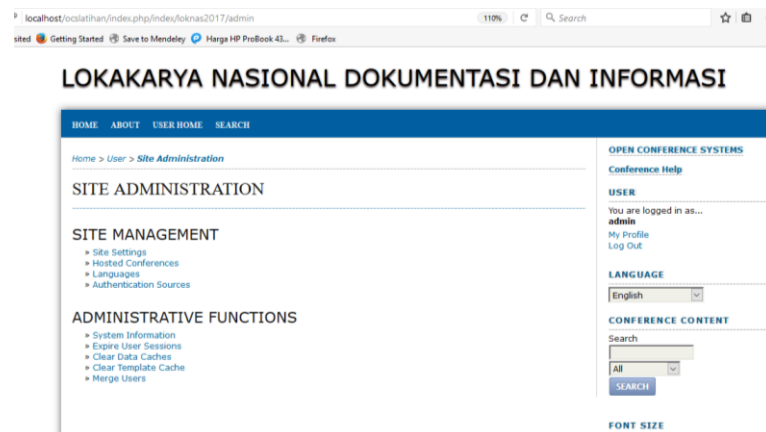 localhost/ocslatihan/index.php/index/loknas2017/admin
110%
Search
sited Getting Started Save to Mendeley Harga HP ProBook 43... Firefox
LOKAKARYA NASIONAL DOKUMENTASI DAN INFORMASI
HOME ABOUT USER HOME SEARCH
Home > User > Site Administration
SITE ADMINISTRATION
SITE MANAGEMENT
» Site Settings
» Hosted Conferences
» Languages
» Authentication Sources
ADMINISTRATIVE FUNCTIONS
» System Information
» Expire User Sessions
» Clear Data Caches
» Clear Template Cache
» Merge Users
OPEN CONFERENCE SYSTEMS
Conference Help
USER
You are logged in as...
admin
My Profile
Log Out
LANGUAGE
English
CONFERENCE CONTENT
Search
All
SEARCH
FONT SIZE